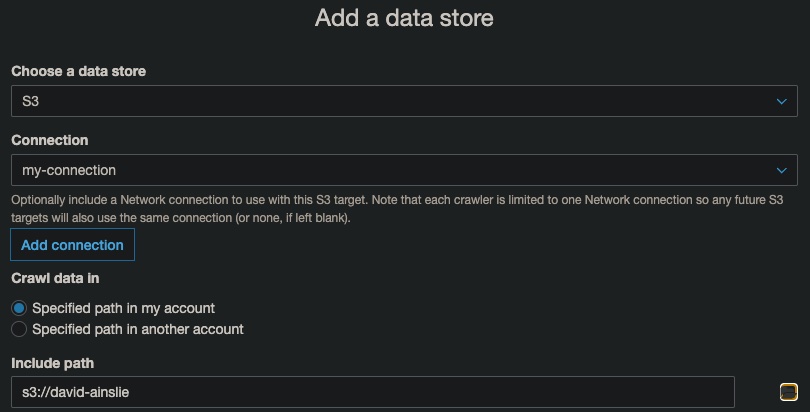 Add a data store
Choose a data store
S3
Connection
my-connection
Optionally include a Network connection to use with this S3 target. Note that each crawler is limited to one Network connection so any future S3
targets will also use the same connection (or none, if left blank).
Add connection
Crawl data in
Specified path in my account
Specified path in another account
Include path
s3://david-ainslie